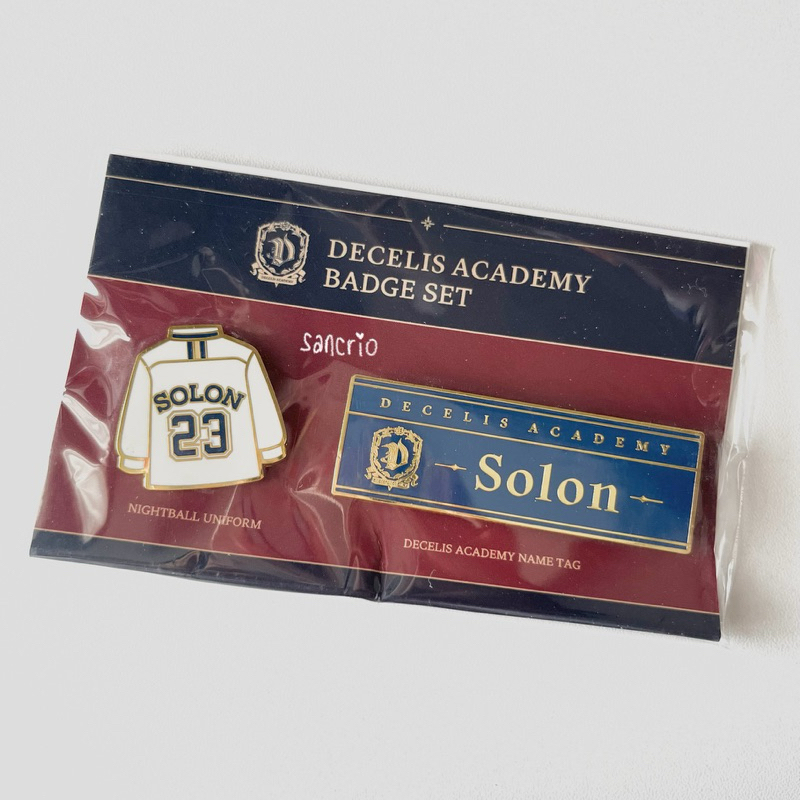 D
DECELIS ACADEMY
BADGE SET
sancrio
SOLON
23
DECELIS ACADEMY
D
Solon
NIGHTBALL UNIFORM
DECELIS ACADEMY NAME TAG